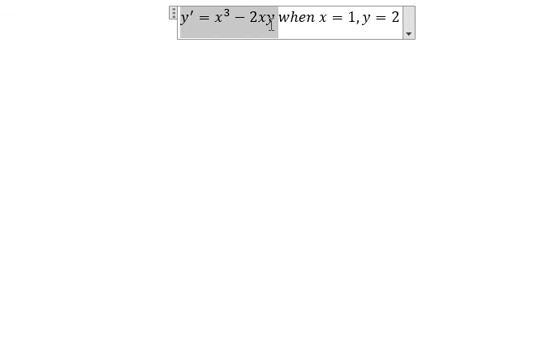 y′ = x³ − 2xy when x = 1, y = 2